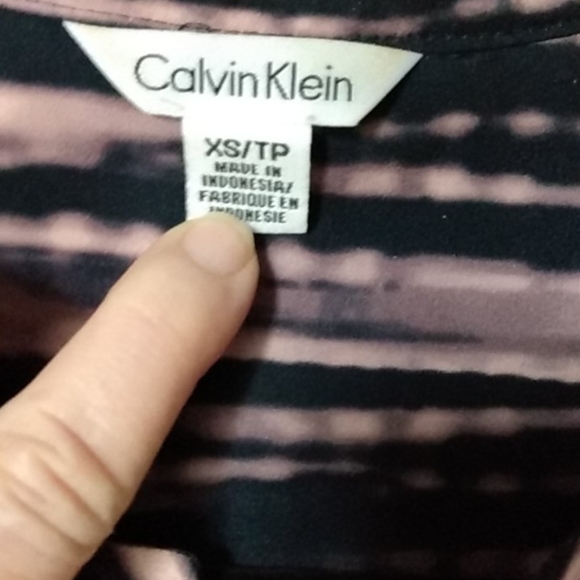 Calvin Klein
XS/TP
MADE IN
INDONESIA/
FABRIQUE EN
INDONESIE